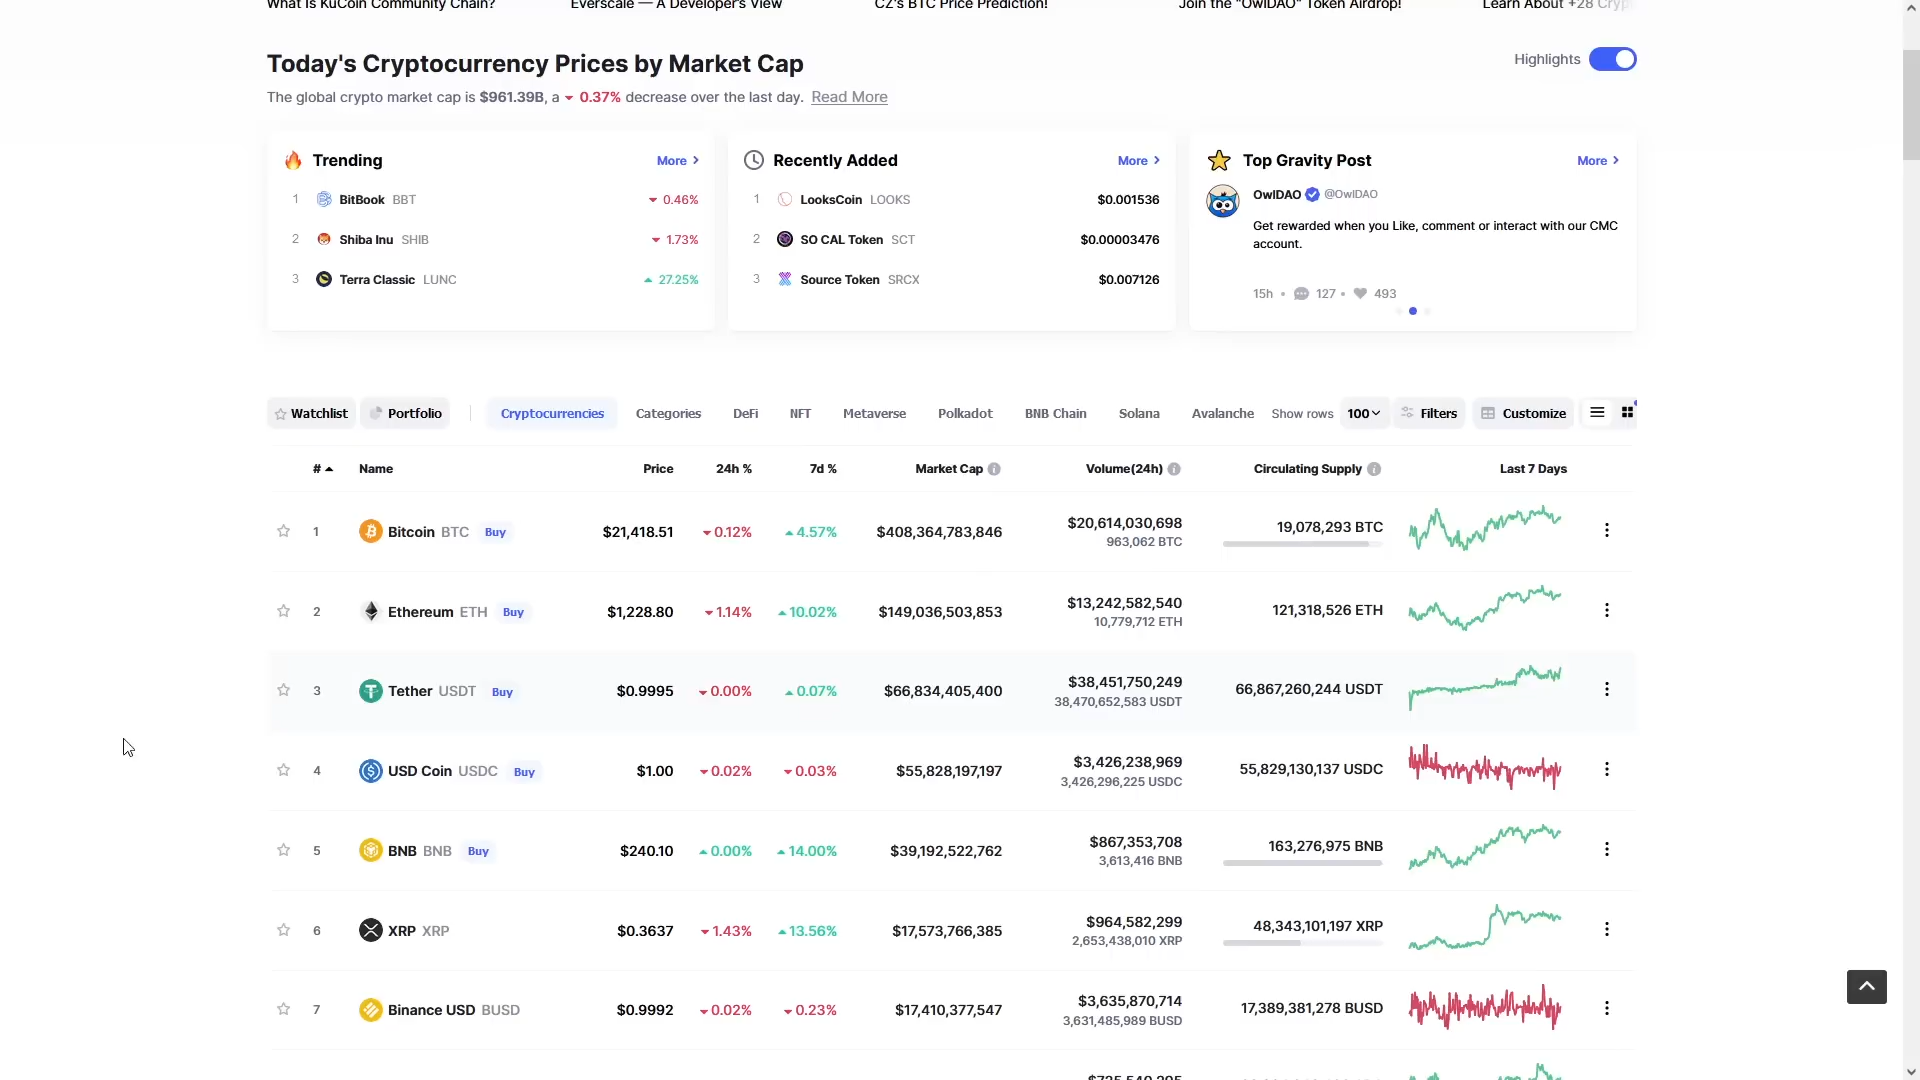 What Is KuCoin Community Chain?
Everscale — A Developer's View
CZ's BTC Price Prediction!
Join the "OwlDAO" Token Airdrop!
Learn About +28 Cryp
Today's Cryptocurrency Prices by Market Cap
Highlights
The global crypto market cap is $961.39B, a 0.37% decrease over the last day. Read More
Trending More
1 BitBook BBT 0.46%
2 Shiba Inu SHIB 1.73%
3 Terra Classic LUNC 27.25%
Recently Added More
1 LooksCoin LOOKS $0.001536
2 SO CAL Token SCT $0.00003476
3 Source Token SRCX $0.007126
Top Gravity Post More
OwlDAO @OwlDAO
Get rewarded when you Like, comment or interact with our CMC
account.
15h • 127 • 493
Watchlist Portfolio Cryptocurrencies Categories DeFi NFT Metaverse Polkadot BNB Chain Solana Avalanche Show rows 100 Filters Customize
# Name Price 24h % 7d % Market Cap Volume(24h) Circulating Supply Last 7 Days
1 Bitcoin BTC Buy $21,418.51 0.12% 4.57% $408,364,783,846 $20,614,030,698 19,078,293 BTC
963,062 BTC
2 Ethereum ETH Buy $1,228.80 1.14% 10.02% $149,036,503,853 $13,242,582,540 121,318,526 ETH
10,779,712 ETH
3 Tether USDT Buy $0.9995 0.00% 0.07% $66,834,405,400 $38,451,750,249 66,867,260,244 USDT
38,470,652,583 USDT
4 USD Coin USDC Buy $1.00 0.02% 0.03% $55,828,197,197 $3,426,238,969 55,829,130,137 USDC
3,426,296,225 USDC
5 BNB BNB Buy $240.10 0.00% 14.00% $39,192,522,762 $867,353,708 163,276,975 BNB
3,613,416 BNB
6 XRP XRP $0.3637 1.43% 13.56% $17,573,766,385 $964,582,299 48,343,101,197 XRP
2,653,438,010 XRP
7 Binance USD BUSD $0.9992 0.02% 0.23% $17,410,377,547 $3,635,870,714 17,389,381,278 BUSD
3,631,485,989 BUSD